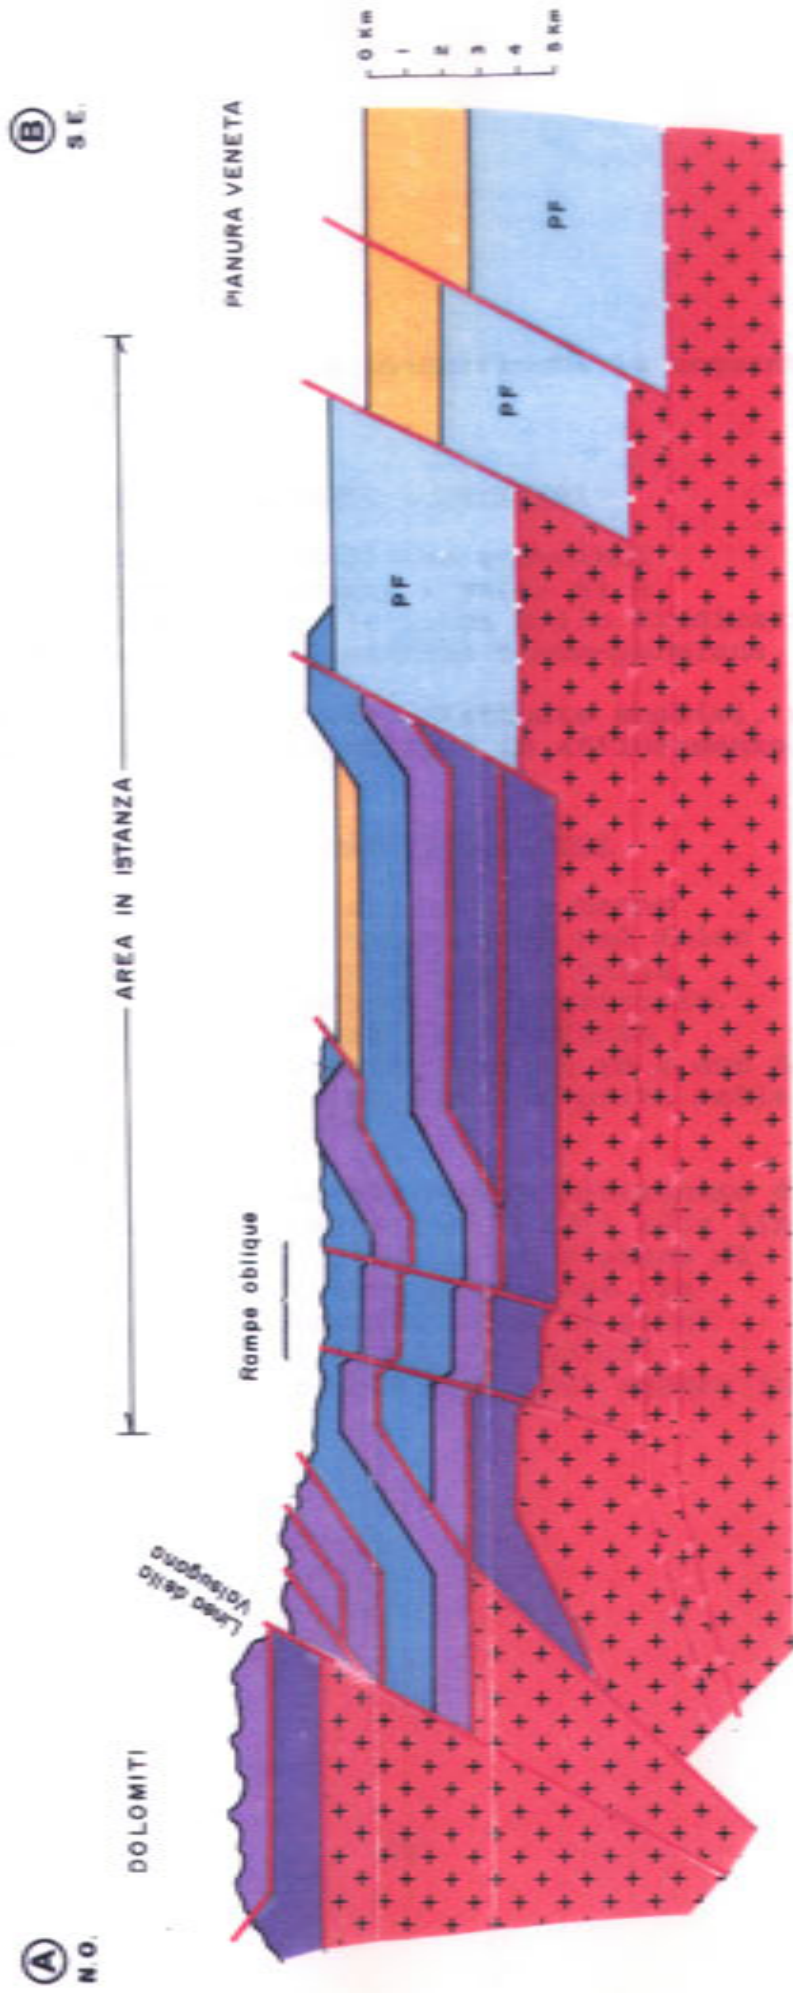 A
N.O.
DOLOMITI
Linea della
Valsugana
Rampe oblique
AREA IN ISTANZA
PIANURA VENETA
B
S E.
0 Km
1
2
3
4
5 Km
PF
PF
PF